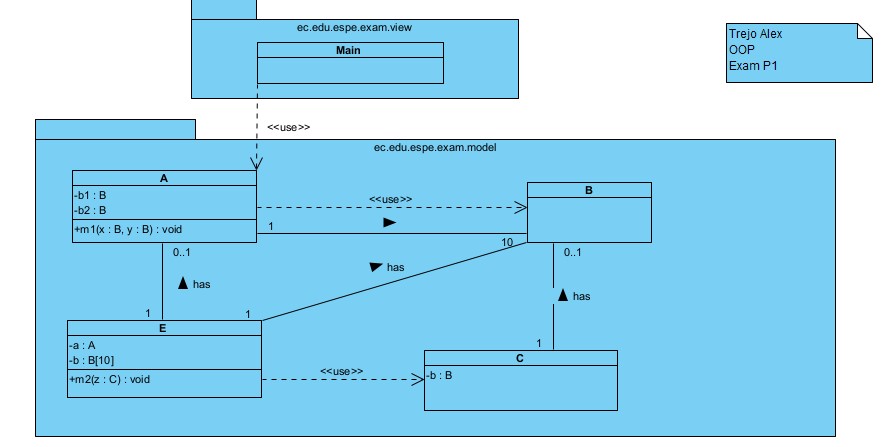 ec.edu.espe.exam.view
Main
Trejo Alex
OOP
Exam P1
<<use>>
ec.edu.espe.exam.model
A
-b1 : B
-b2 : B
+m1(x : B, y : B) : void
<<use>>
1
B
10
0..1
has
1
has
1
0..1
has
1
E
-a : A
-b : B[10]
+m2(z : C) : void
<<use>>
C
-b : B